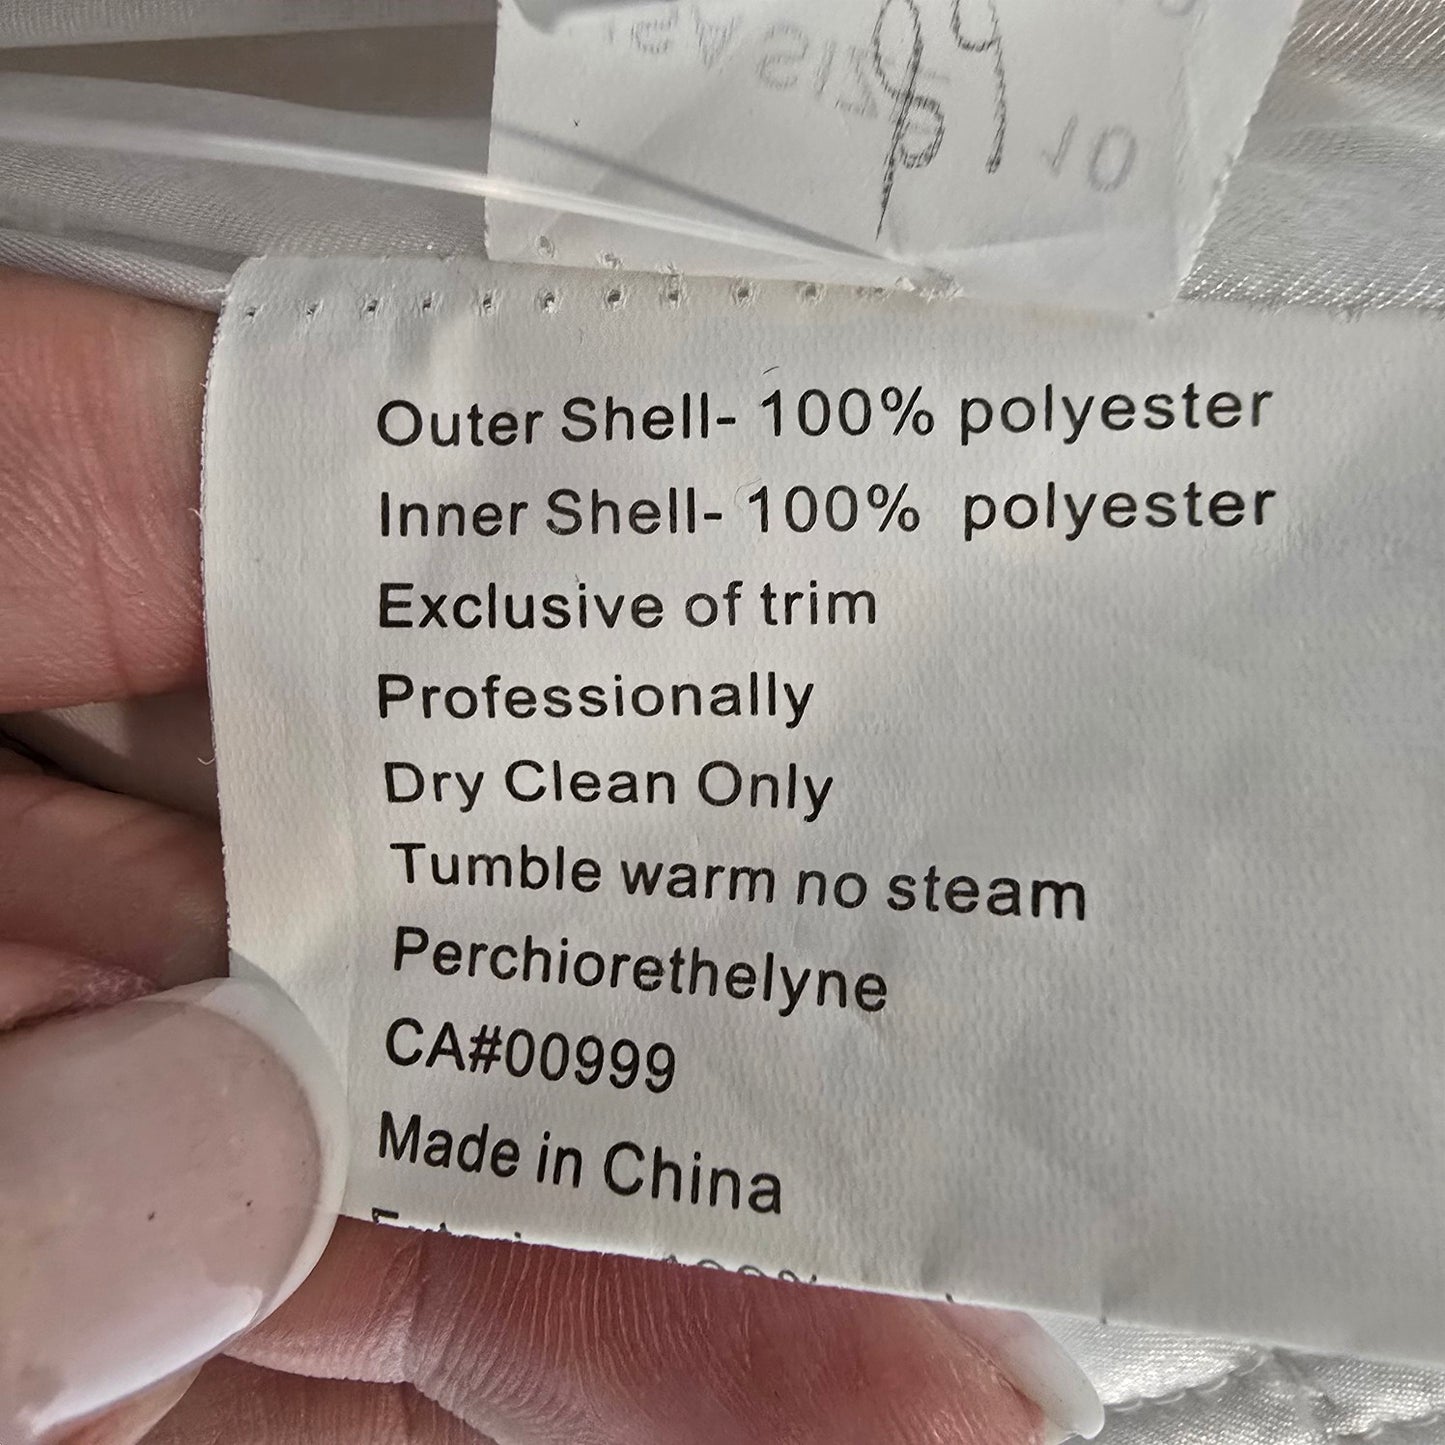 10
Outer Shell- 100% polyester
Inner Shell- 100% polyester
Exclusive of trim
Professionally
Dry Clean Only
Tumble warm no steam
Perchiorethelyne
CA#00999
Made in China